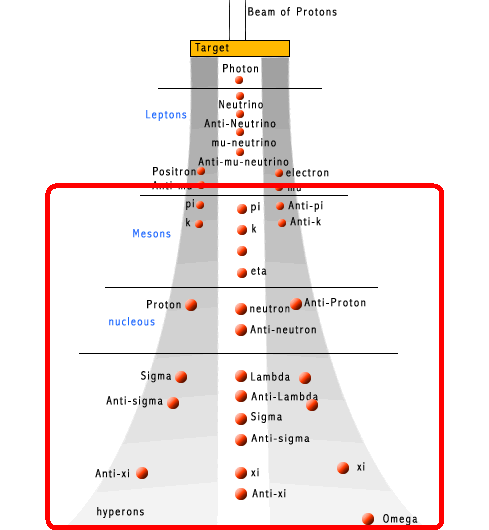 Beam of Protons
Target
Photon
Neutrino
Leptons
Anti-Neutrino
mu-neutrino
Anti-mu-neutrino
Positron
electron
Anti-mu
mu
pi
pi
Anti-pi
k
k
Anti-k
Mesons
eta
Proton
neutron
Anti-Proton
nucleous
Anti-neutron
Sigma
Lambda
Anti-sigma
Anti-Lambda
Sigma
Anti-sigma
Anti-xi
xi
xi
Anti-xi
hyperons
Omega